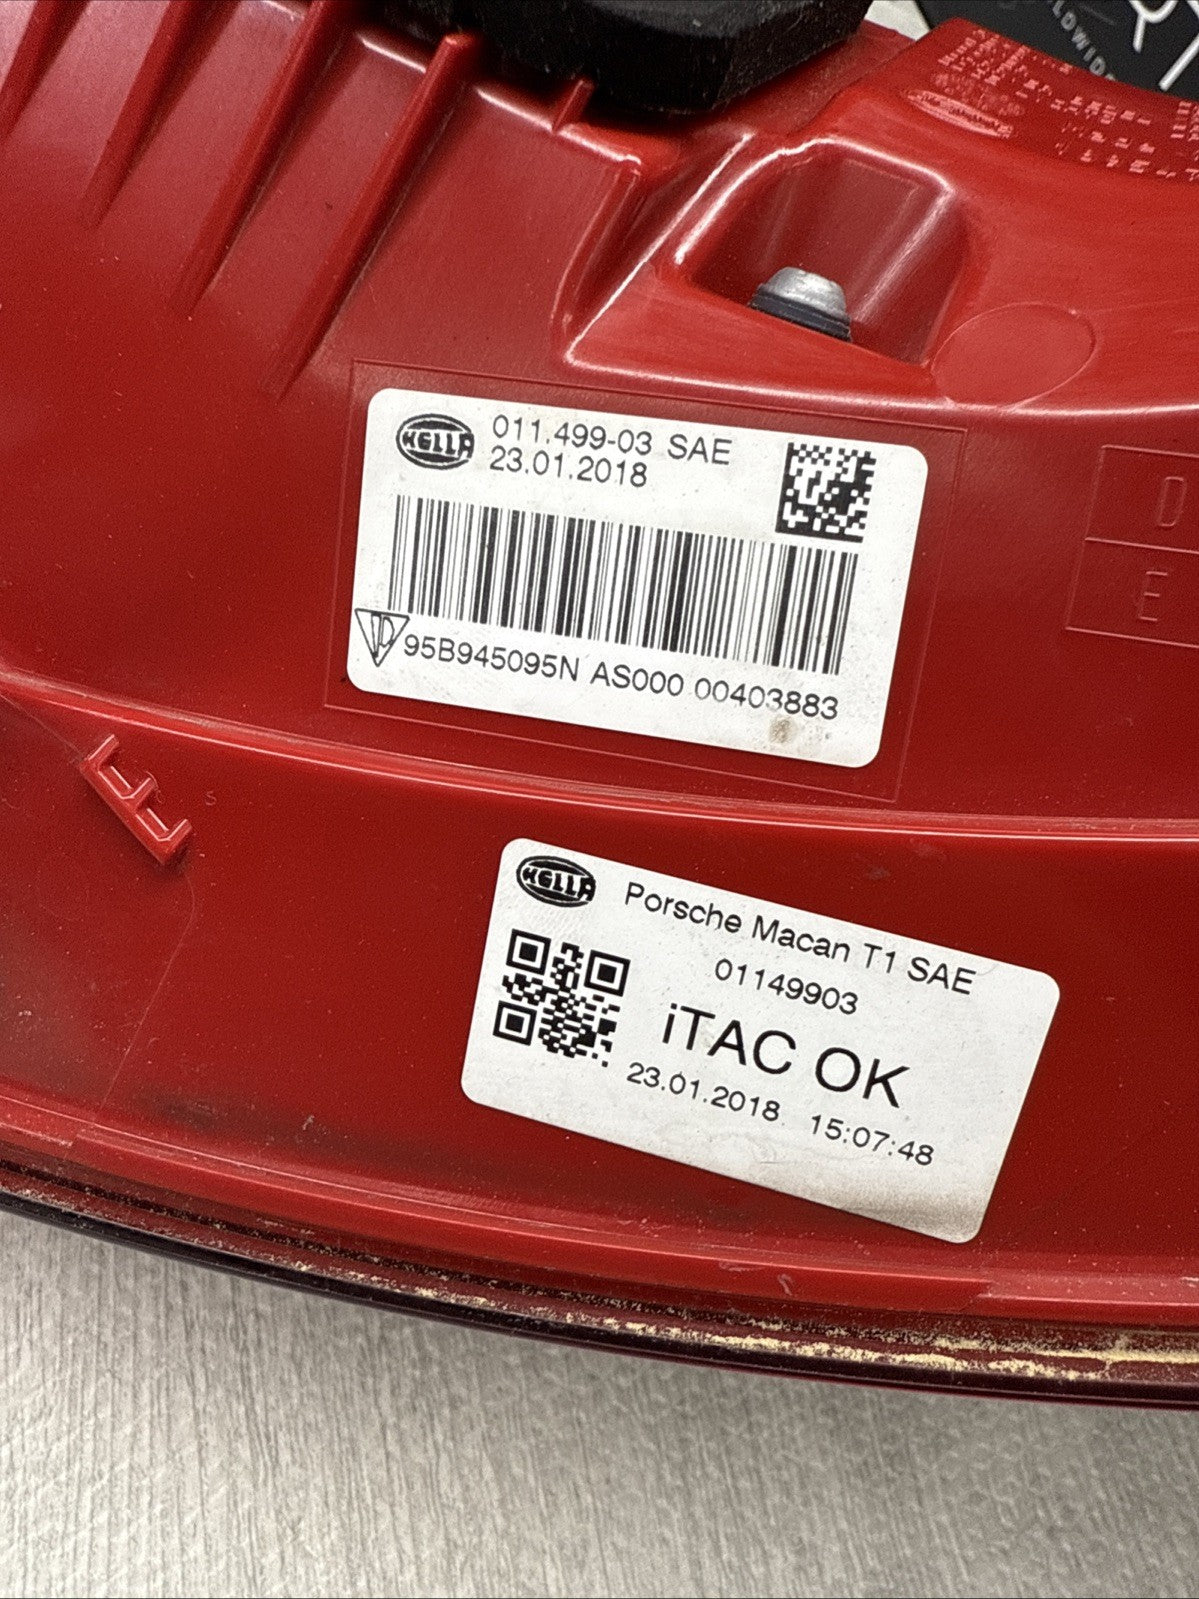 HELLA
011.499-03 SAE
23.01.2018
95B945095N AS000 00403883
D
E
HELLA
Porsche Macan T1 SAE
01149903
iTAC OK
23.01.2018 15:07:48